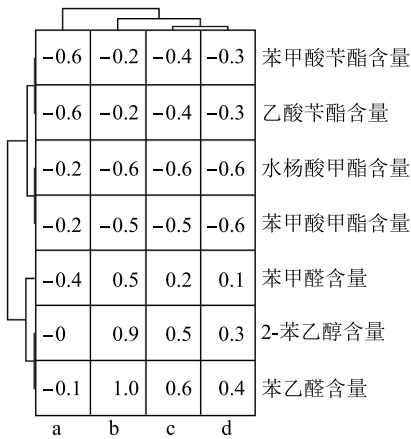 -0.6 -0.2 -0.4 -0.3 苯甲酸苄酯含量
-0.6 -0.2 -0.4 -0.3 乙酸苄酯含量
-0.2 -0.6 -0.6 -0.6 水杨酸甲酯含量
-0.2 -0.5 -0.5 -0.6 苯甲酸甲酯含量
-0.4 0.5 0.2 0.1 苯甲醛含量
-0 0.9 0.5 0.3 2-苯乙醇含量
-0.1 1.0 0.6 0.4 苯乙醛含量
a b c d